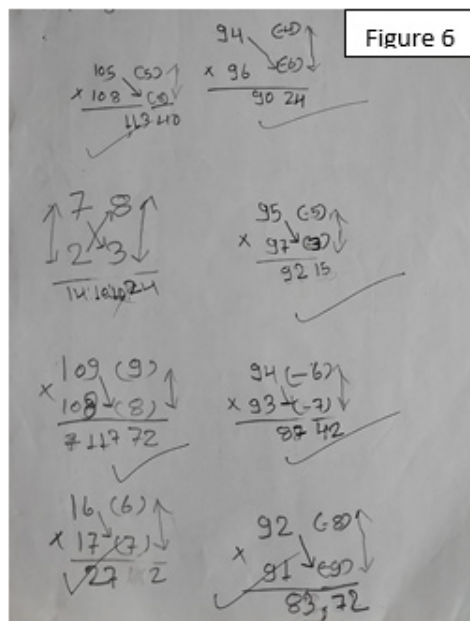 Figure 6
105 (5)
× 108 (8)
113 40
94
× 96 (-6)
90 24
7 8
2 3
14
24
95 (-5)
× 97
92 15
109 (9)
× 108 (8)
7 117 72
94 (-6)
× 93 (-7)
87 42
16 (6)
× 17 (7)
27 2
92 (-8)
× 91 (-9)
83,72